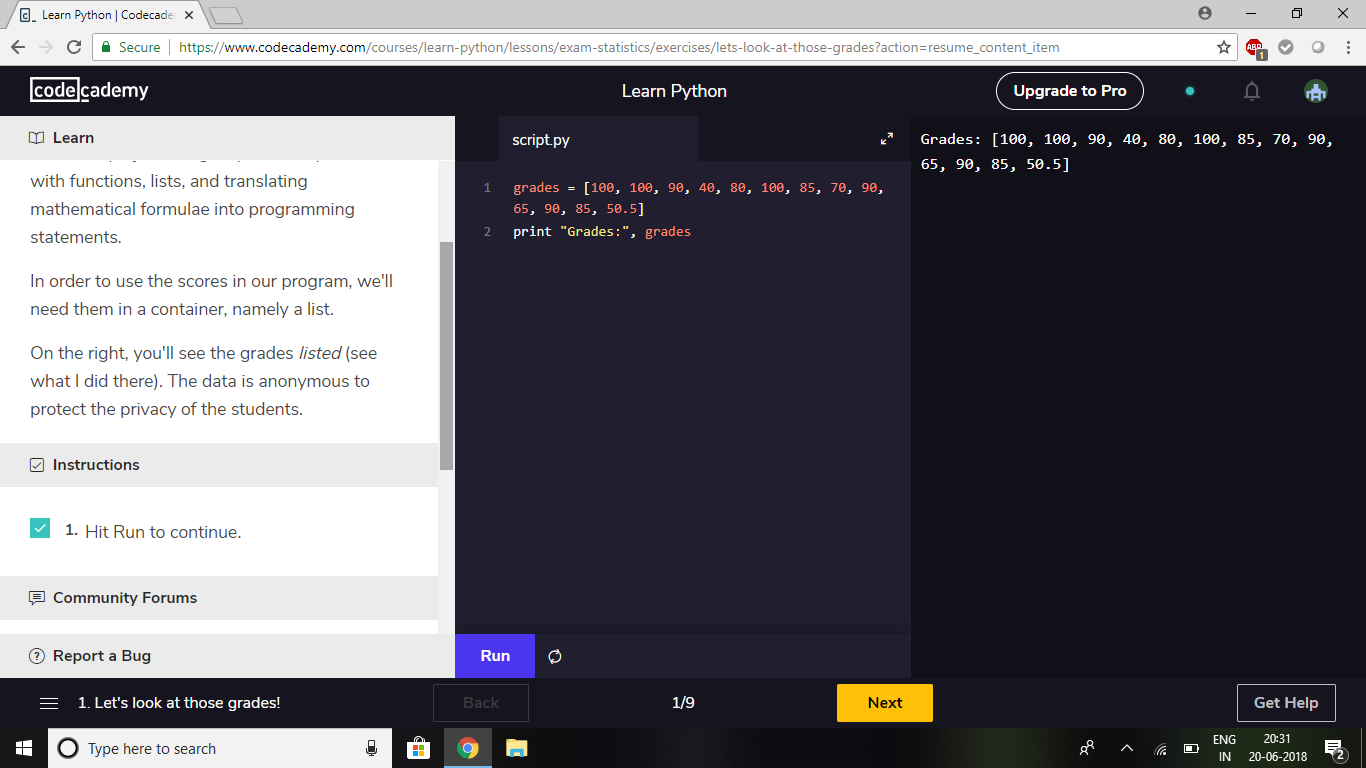 Learn Python | Codecade
Secure
https://www.codecademy.com/courses/learn-python/lessons/exam-statistics/exercises/lets-look-at-those-grades?action=resume_content_item
ABP
1
codecademy
Learn Python
Upgrade to Pro
Learn
with functions, lists, and translating
mathematical formulae into programming
statements.
In order to use the scores in our program, we'll
need them in a container, namely a list.
On the right, you'll see the grades listed (see
what I did there). The data is anonymous to
protect the privacy of the students.
Instructions
1. Hit Run to continue.
Community Forums
Report a Bug
script.py
1 grades = [100, 100, 90, 40, 80, 100, 85, 70, 90,
65, 90, 85, 50.5]
2 print "Grades:", grades
Run
Grades: [100, 100, 90, 40, 80, 100, 85, 70, 90,
65, 90, 85, 50.5]
1. Let's look at those grades!
Back
1/9
Next
Get Help
Type here to search
ENG
IN
20:31
20-06-2018
2